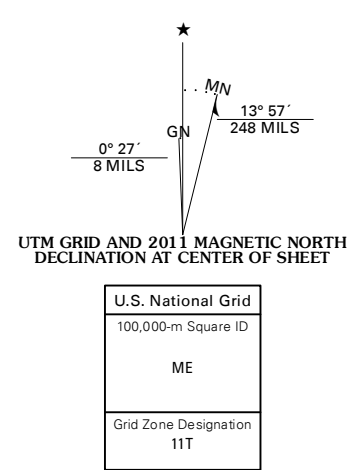 MN
13° 57´
248 MILS
GN
0° 27´
8 MILS
UTM GRID AND 2011 MAGNETIC NORTH
DECLINATION AT CENTER OF SHEET
U.S. National Grid
100,000-m Square ID
ME
Grid Zone Designation
11T